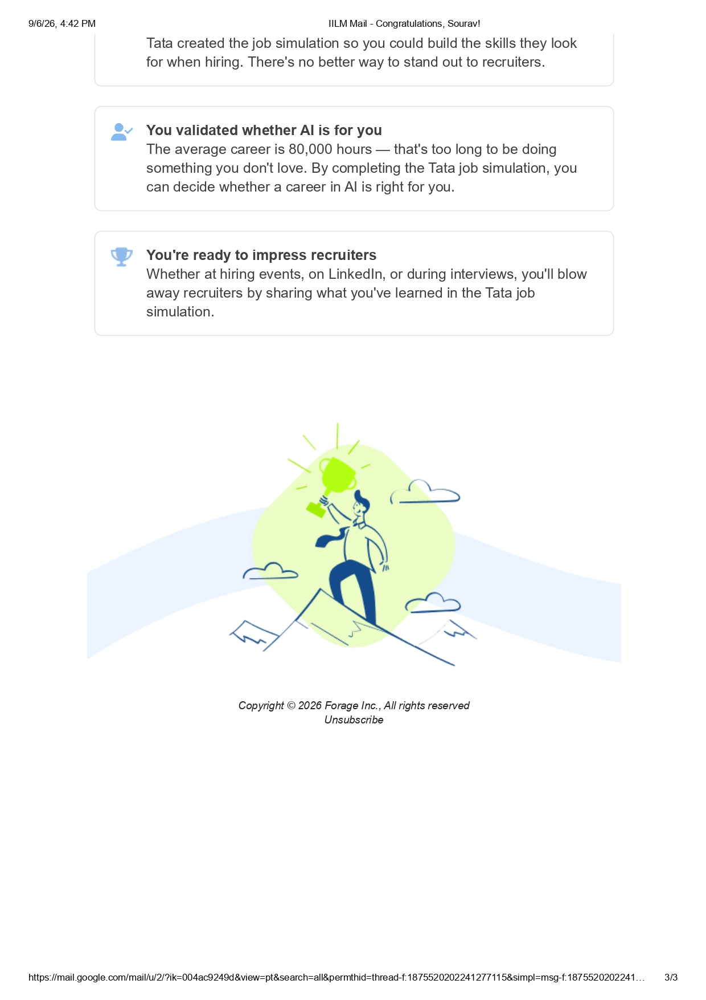 9/6/26, 4:42 PM
IILM Mail - Congratulations, Sourav!
Tata created the job simulation so you could build the skills they look
for when hiring. There's no better way to stand out to recruiters.
You validated whether AI is for you
The average career is 80,000 hours — that's too long to be doing
something you don't love. By completing the Tata job simulation, you
can decide whether a career in AI is right for you.
You're ready to impress recruiters
Whether at hiring events, on LinkedIn, or during interviews, you'll blow
away recruiters by sharing what you've learned in the Tata job
simulation.
Copyright © 2026 Forage Inc., All rights reserved
Unsubscribe
https://mail.google.com/mail/u/2/?ik=004ac9249d&view=pt&search=all&permthid=thread-f:1875520202241277115&simpl=msg-f:1875520202241…
3/3